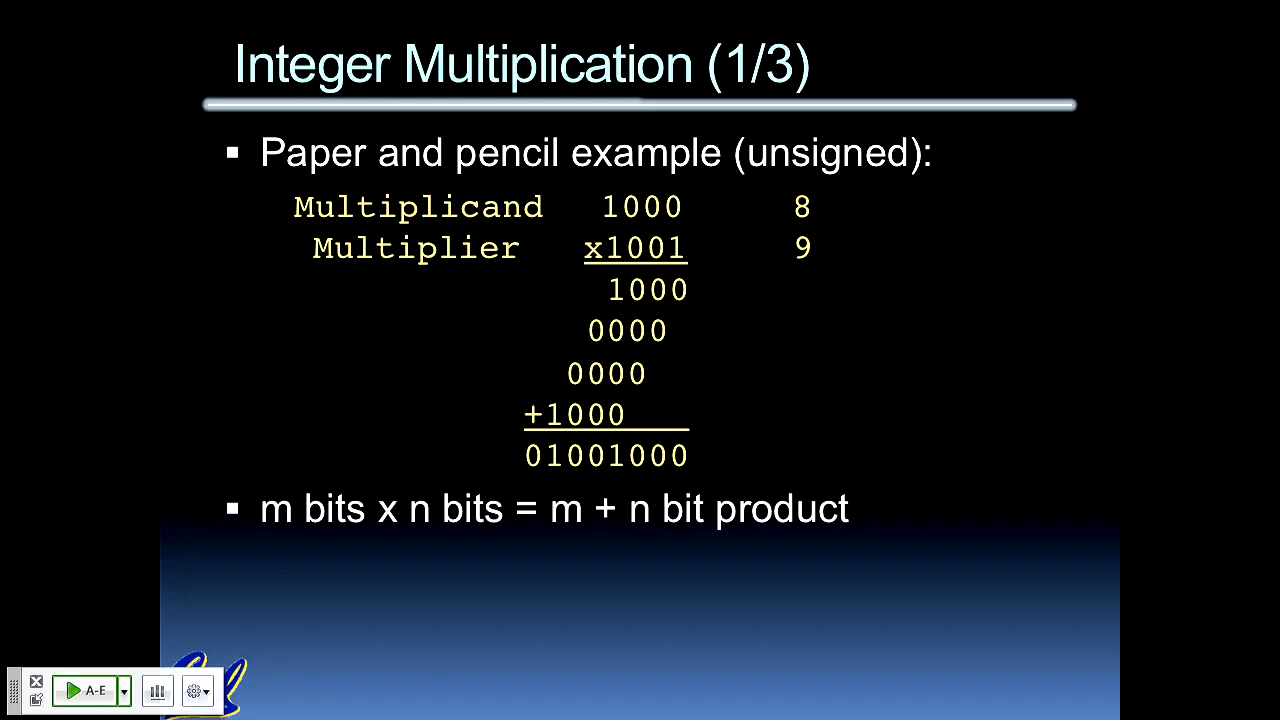 Integer Multiplication (1/3)
▪ Paper and pencil example (unsigned):
Multiplicand 1000 8
Multiplier x1001 9
1000
0000
0000
+1000
01001000
▪ m bits x n bits = m + n bit product
A-E